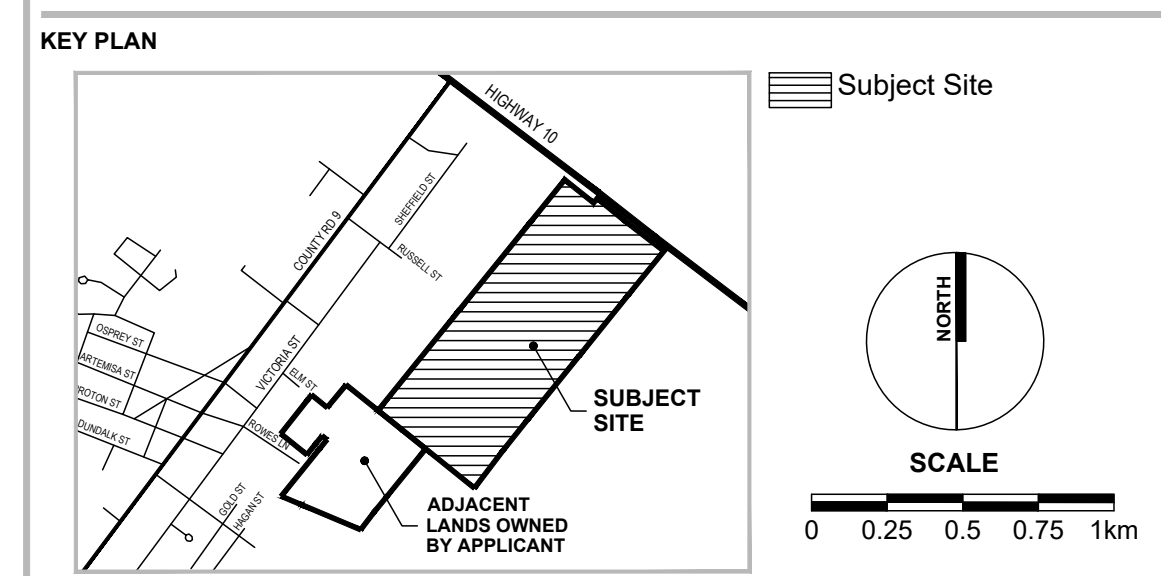 KEY PLAN
HIGHWAY 10
Subject Site
COUNTY RD 9
SHEFFIELD ST
RUSSELL ST
NORTH
OSPREY ST
ARTEMISA ST
PROTON ST
DUNDALK ST
VICTORIA ST
ELM ST
ROWES LN
GOLD ST
HAGAN ST
SUBJECT
SITE
ADJACENT
LANDS OWNED
BY APPLICANT
SCALE
0 0.25 0.5 0.75 1km